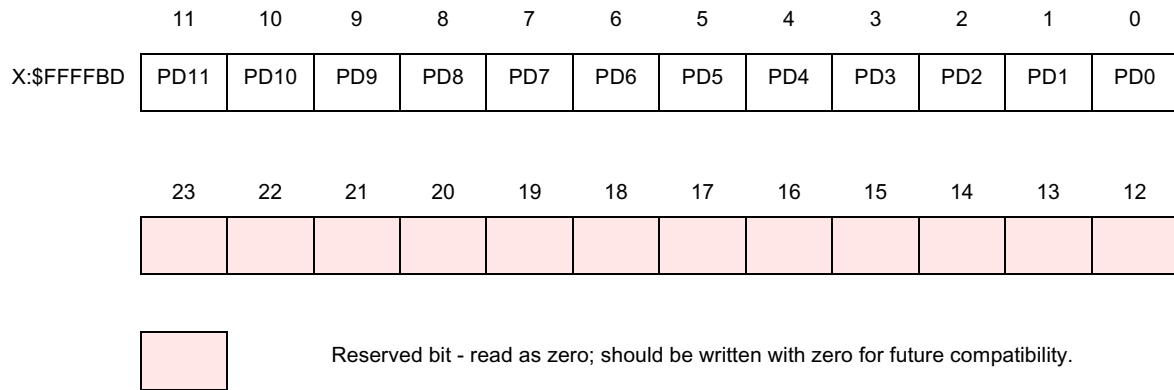 11 10 9 8 7 6 5 4 3 2 1 0
X:$FFFFBD PD11 PD10 PD9 PD8 PD7 PD6 PD5 PD4 PD3 PD2 PD1 PD0
23 22 21 20 19 18 17 16 15 14 13 12
Reserved bit - read as zero; should be written with zero for future compatibility.